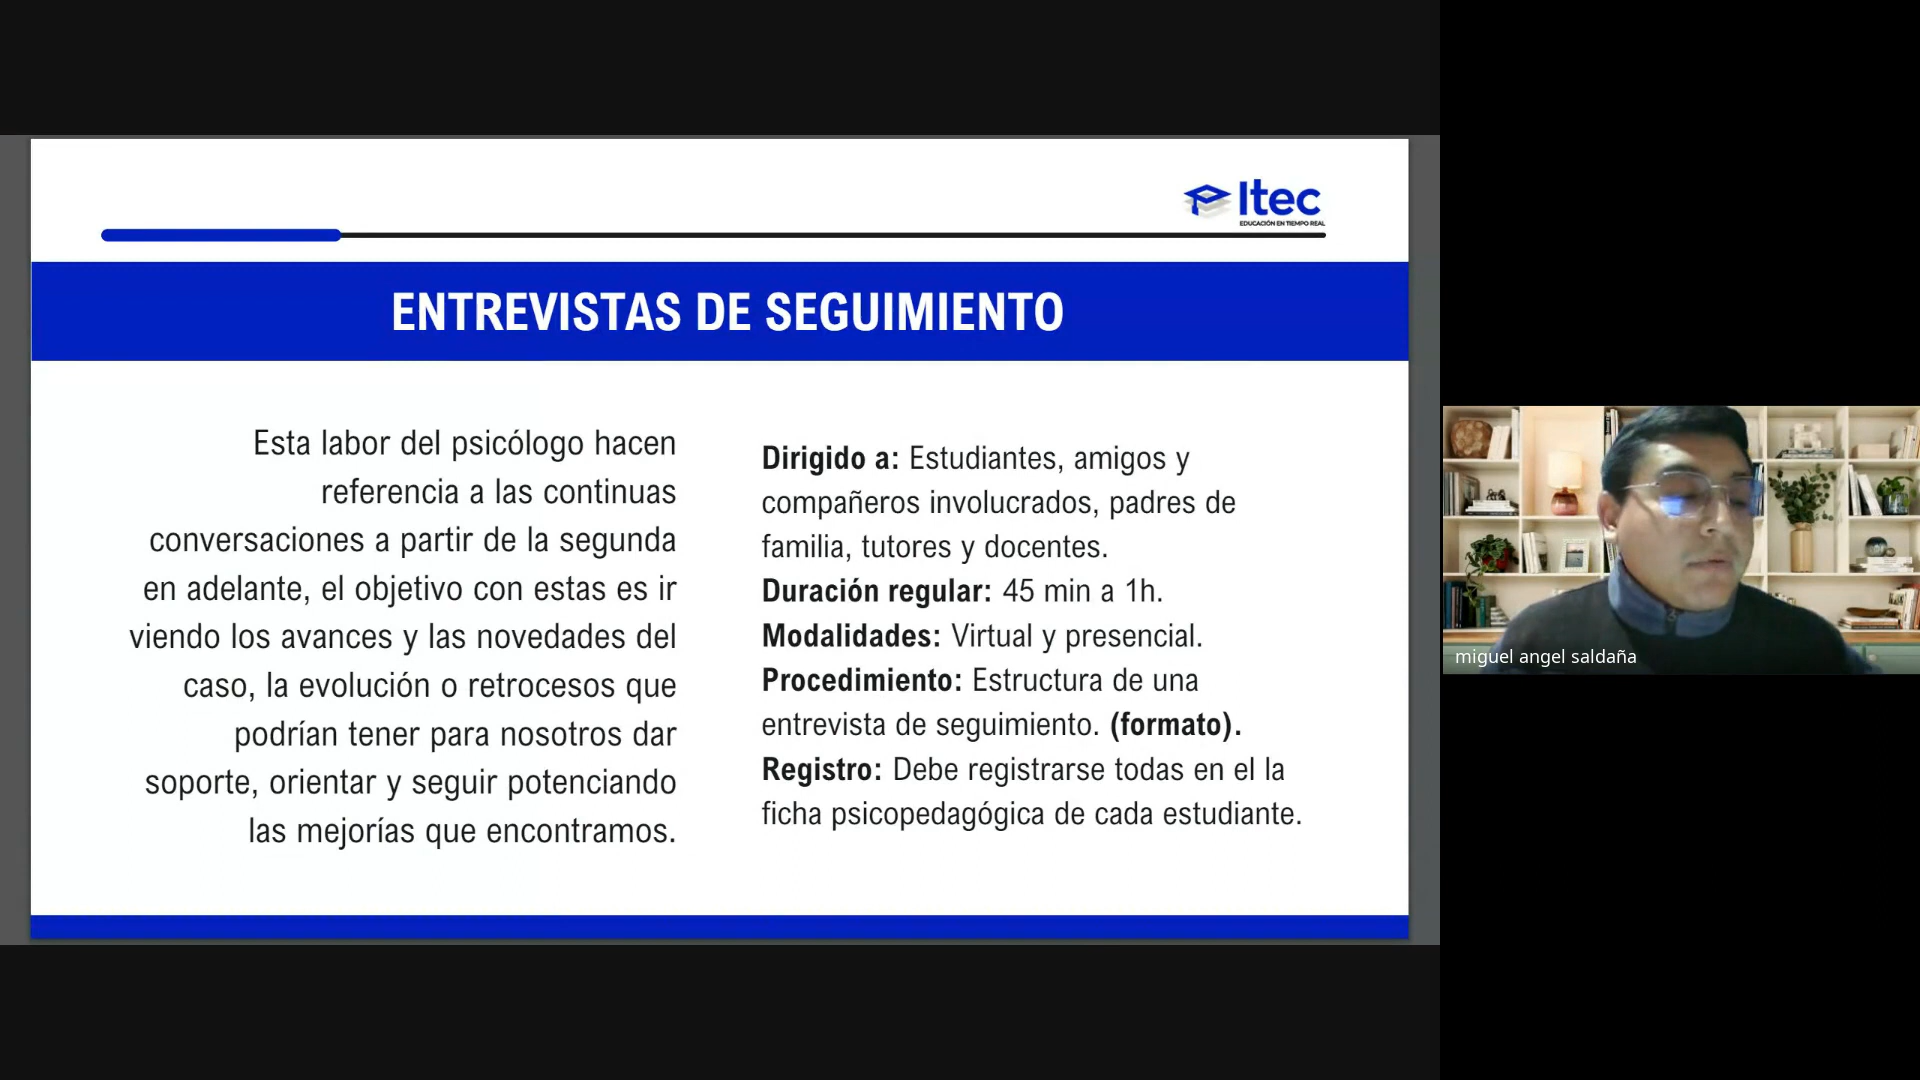 Itec
EDUCACIÓN EN TIEMPO REAL
ENTREVISTAS DE SEGUIMIENTO
Esta labor del psicólogo hacen
referencia a las continuas
conversaciones a partir de la segunda
en adelante, el objetivo con estas es ir
viendo los avances y las novedades del
caso, la evolución o retrocesos que
podrían tener para nosotros dar
soporte, orientar y seguir potenciando
las mejorías que encontramos.
Dirigido a: Estudiantes, amigos y
compañeros involucrados, padres de
familia, tutores y docentes.
Duración regular: 45 min a 1h.
Modalidades: Virtual y presencial.
Procedimiento: Estructura de una
entrevista de seguimiento. (formato).
Registro: Debe registrarse todas en el la
ficha psicopedagógica de cada estudiante.
miguel angel saldaña